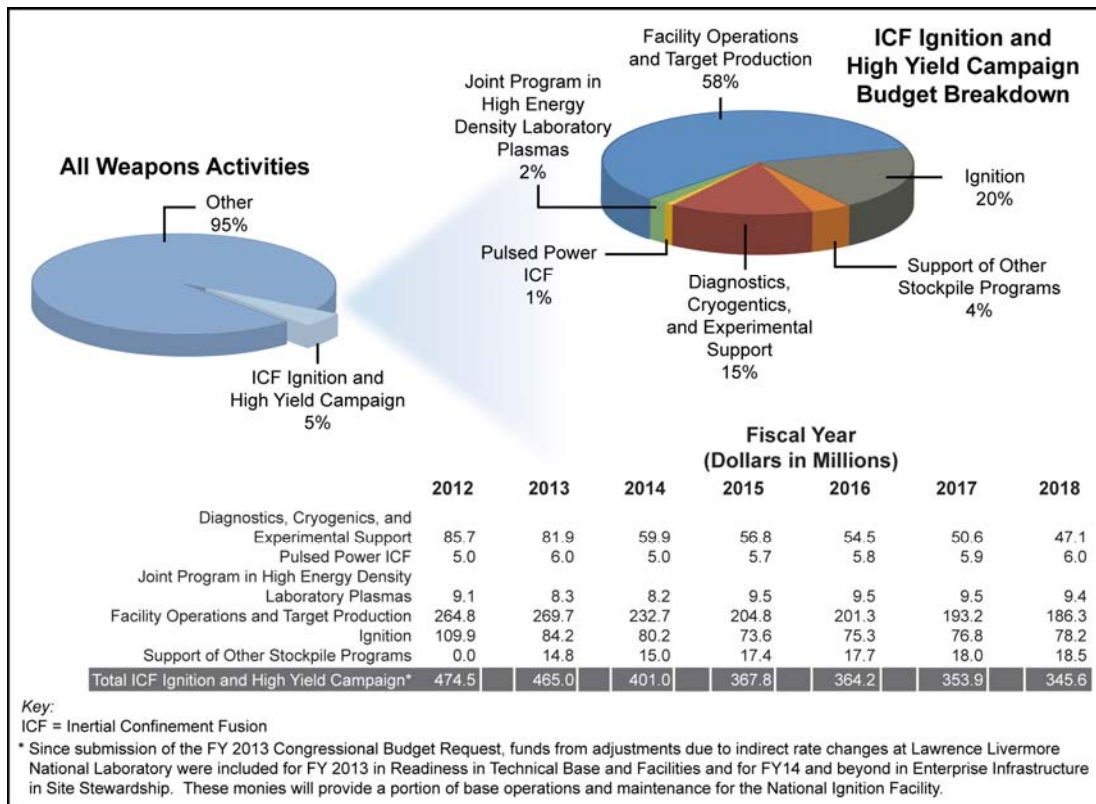 ICF Ignition and
High Yield Campaign
Budget Breakdown
Facility Operations
and Target Production
58%
Joint Program in
High Energy
Density Laboratory
Plasmas
2%
Ignition
20%
Pulsed Power
ICF
1%
Diagnostics,
Cryogentics,
and Experimental
Support
15%
Support of Other
Stockpile Programs
4%
All Weapons Activities
Other
95%
ICF Ignition and
High Yield Campaign
5%
Fiscal Year
(Dollars in Millions)
2012 2013 2014 2015 2016 2017 2018
Diagnostics, Cryogenics, and
Experimental Support 85.7 81.9 59.9 56.8 54.5 50.6 47.1
Pulsed Power ICF 5.0 6.0 5.0 5.7 5.8 5.9 6.0
Joint Program in High Energy Density
Laboratory Plasmas 9.1 8.3 8.2 9.5 9.5 9.5 9.4
Facility Operations and Target Production 264.8 269.7 232.7 204.8 201.3 193.2 186.3
Ignition 109.9 84.2 80.2 73.6 75.3 76.8 78.2
Support of Other Stockpile Programs 0.0 14.8 15.0 17.4 17.7 18.0 18.5
Total ICF Ignition and High Yield Campaign* 474.5 465.0 401.0 367.8 364.2 353.9 345.6
Key:
ICF = Inertial Confinement Fusion
* Since submission of the FY 2013 Congressional Budget Request, funds from adjustments due to indirect rate changes at Lawrence Livermore
National Laboratory were included for FY 2013 in Readiness in Technical Base and Facilities and for FY14 and beyond in Enterprise Infrastructure
in Site Stewardship. These monies will provide a portion of base operations and maintenance for the National Ignition Facility.